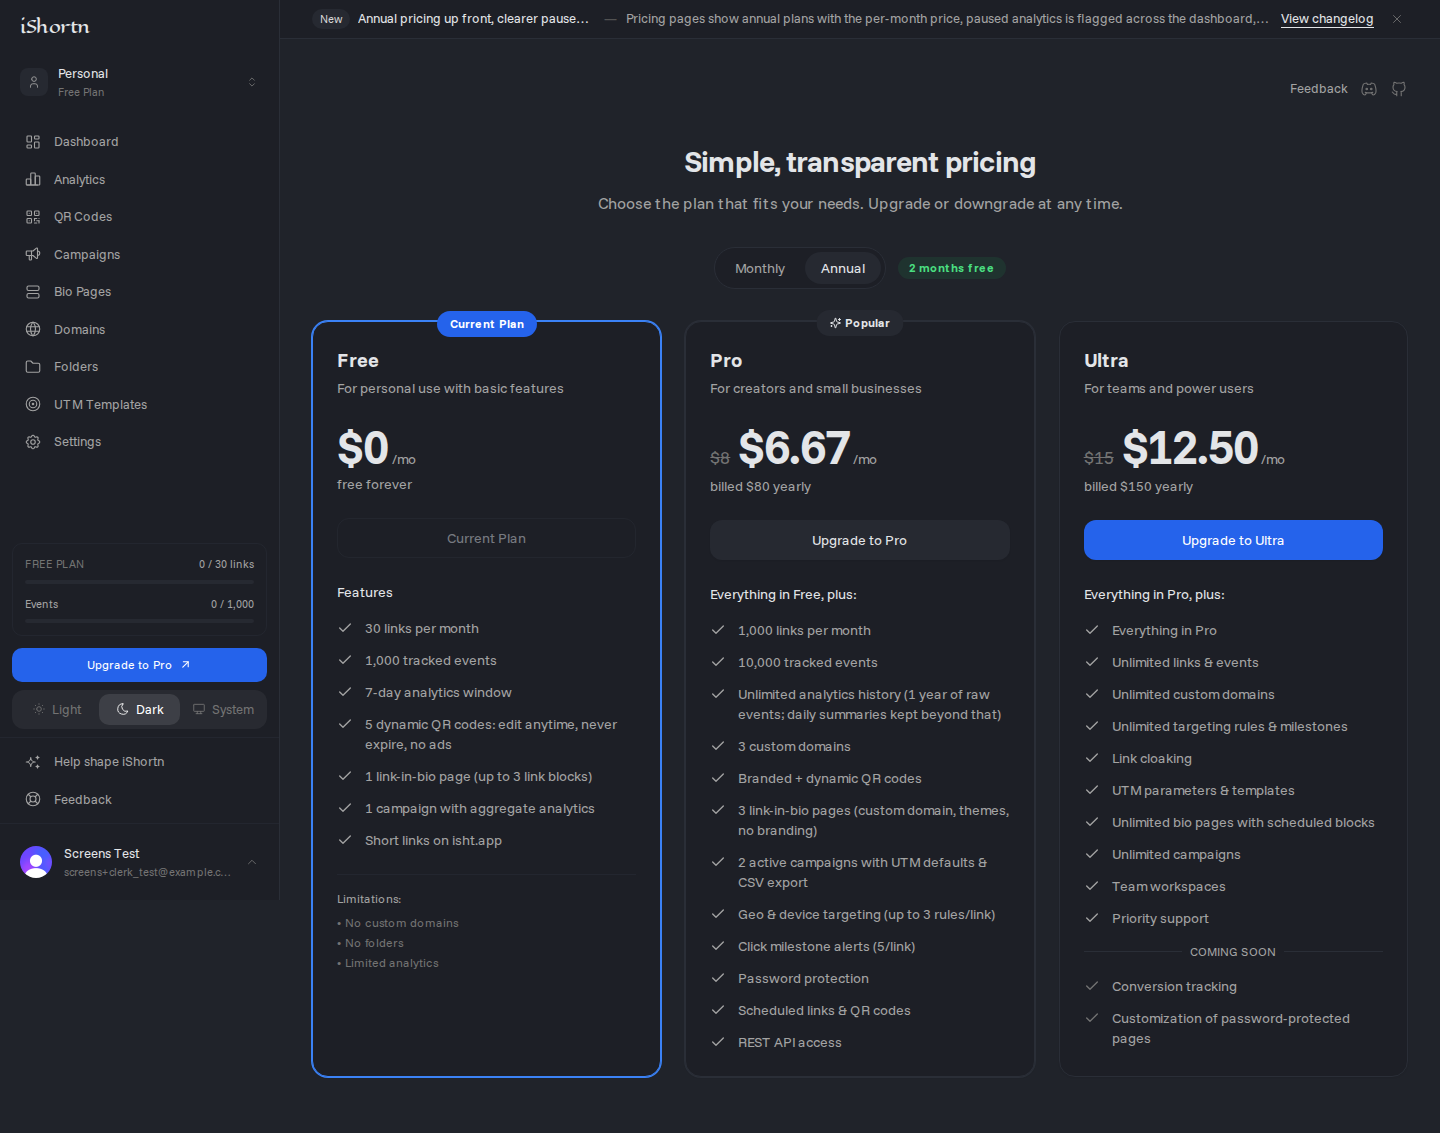 iShortn
Personal
Free Plan
Dashboard
Analytics
QR Codes
Campaigns
Bio Pages
Domains
Folders
UTM Templates
Settings
FREE PLAN 0 / 30 links
Events 0 / 1,000
Upgrade to Pro
Light Dark System
Help shape iShortn
Feedback
Screens Test
screens+clerk_test@example.c...
New Annual pricing up front, clearer pause... — Pricing pages show annual plans with the per-month price, paused analytics is flagged across the dashboard,... View changelog
Feedback
Simple, transparent pricing
Choose the plan that fits your needs. Upgrade or downgrade at any time.
Monthly Annual 2 months free
Current Plan
Free
For personal use with basic features
$0 /mo
free forever
Current Plan
Features
30 links per month
1,000 tracked events
7-day analytics window
5 dynamic QR codes: edit anytime, never
expire, no ads
1 link-in-bio page (up to 3 link blocks)
1 campaign with aggregate analytics
Short links on isht.app
Limitations:
• No custom domains
• No folders
• Limited analytics
Popular
Pro
For creators and small businesses
$8 $6.67 /mo
billed $80 yearly
Upgrade to Pro
Everything in Free, plus:
1,000 links per month
10,000 tracked events
Unlimited analytics history (1 year of raw
events; daily summaries kept beyond that)
3 custom domains
Branded + dynamic QR codes
3 link-in-bio pages (custom domain, themes,
no branding)
2 active campaigns with UTM defaults &
CSV export
Geo & device targeting (up to 3 rules/link)
Click milestone alerts (5/link)
Password protection
Scheduled links & QR codes
REST API access
Ultra
For teams and power users
$15 $12.50 /mo
billed $150 yearly
Upgrade to Ultra
Everything in Pro, plus:
Everything in Pro
Unlimited links & events
Unlimited custom domains
Unlimited targeting rules & milestones
Link cloaking
UTM parameters & templates
Unlimited bio pages with scheduled blocks
Unlimited campaigns
Team workspaces
Priority support
COMING SOON
Conversion tracking
Customization of password-protected
pages